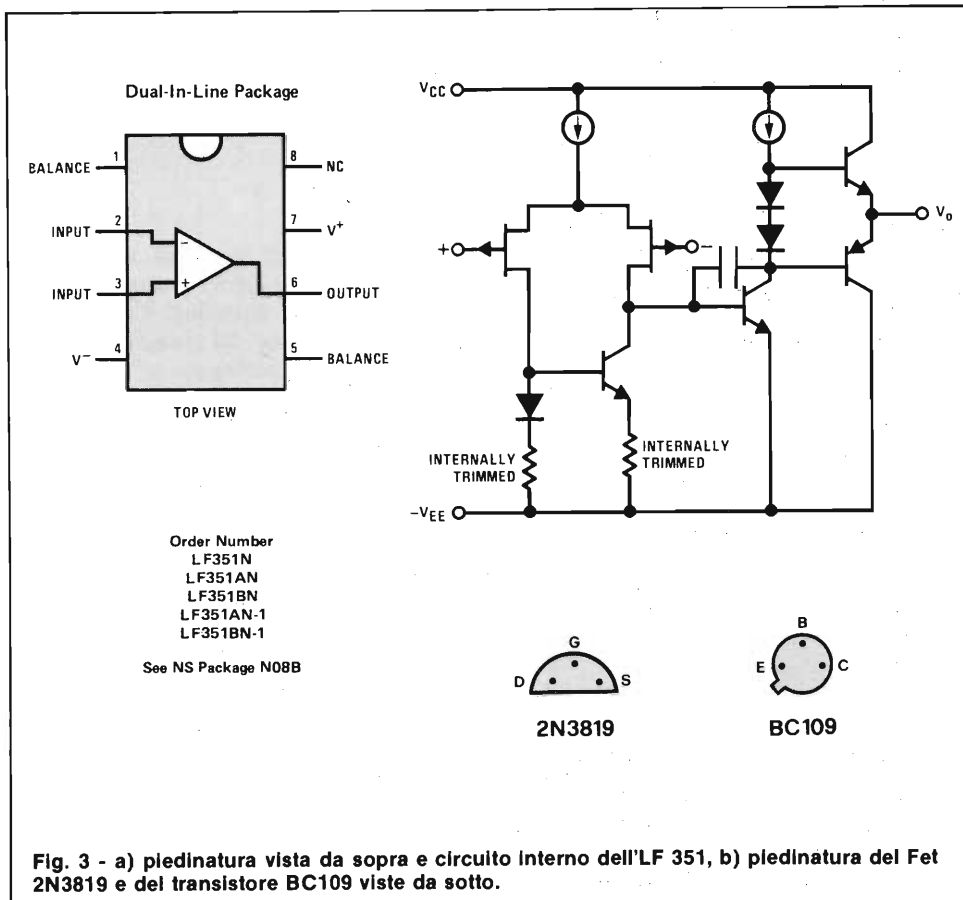 Dual-In-Line Package
BALANCE 1
8 NC
INPUT 2
7 V+
INPUT 3
6 OUTPUT
V− 4
5 BALANCE
− +
TOP VIEW
VCC
+
−
Vo
INTERNALLY
TRIMMED
INTERNALLY
TRIMMED
-VEE
Order Number
LF351N
LF351AN
LF351BN
LF351AN-1
LF351BN-1
See NS Package N08B
G
D S
2N3819
B
E C
BC109
Fig. 3 - a) piedinatura vista da sopra e circuito interno dell'LF 351, b) piedinatura del Fet
2N3819 e del transistore BC109 viste da sotto.